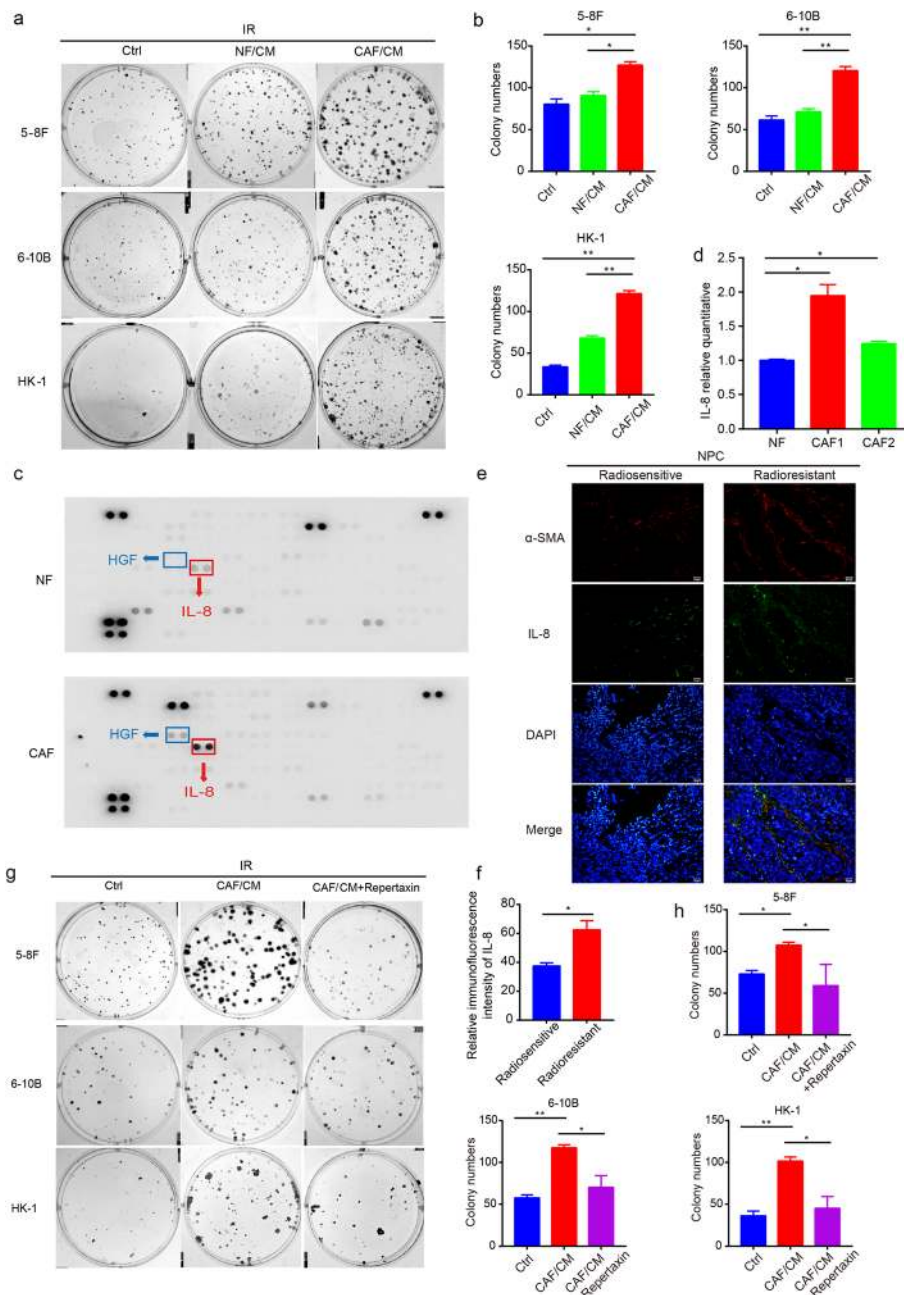 a
IR
Ctrl
NF/CM
CAF/CM
5-8F
6-10B
HK-1
b
5-8F
Colony numbers
150
100
50
0
*
*
Ctrl
NF/CM
CAF/CM
6-10B
Colony numbers
150
100
50
0
**
**
Ctrl
NF/CM
CAF/CM
HK-1
Colony numbers
150
100
50
0
**
**
Ctrl
NF/CM
CAF/CM
d
IL-8 relative quantitative
2.5
2.0
1.5
1.0
0.5
0.0
*
*
NF
CAF1
CAF2
c
NF
HGF
IL-8
CAF
HGF
IL-8
e
NPC
Radiosensitive
Radioresistant
α-SMA
IL-8
DAPI
Merge
g
IR
Ctrl
CAF/CM
CAF/CM+Repertaxin
5-8F
6-10B
HK-1
f
Relative immunofluorescence
intensity of IL-8
80
60
40
20
0
*
Radiosensitive
Radioresistant
h
5-8F
Colony numbers
150
100
50
0
*
*
Ctrl
CAF/CM
CAF/CM
+Repertaxin
6-10B
Colony numbers
150
100
50
0
**
*
Ctrl
CAF/CM
CAF/CM
Repertaxin
HK-1
Colony numbers
150
100
50
0
**
*
Ctrl
CAF/CM
CAF/CM
Repertaxin